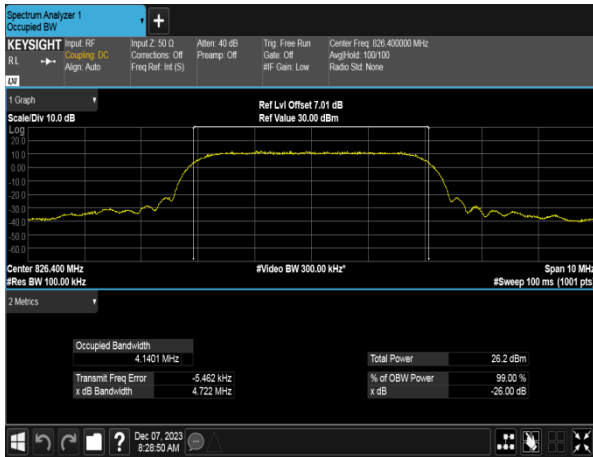 Spectrum Analyzer 1
Occupied BW
+
KEYSIGHT Input: RF Input Z: 50 Ω Atten: 40 dB Trig: Free Run Center Freq: 826.400000 MHz
RL Coupling: DC Corrections: Off Preamp: Off Gate: Off Avg|Hold: 100/100
Align: Auto Freq Ref: Int (S) #IF Gain: Low Radio Std: None
LXI
1 Graph
Ref Lvl Offset 7.01 dB
Scale/Div 10.0 dB Ref Value 30.00 dBm
Log
20.0
10.0
0.00
-10.0
-20.0
-30.0
-40.0
-50.0
-60.0
Center 826.400 MHz #Video BW 300.00 kHz* Span 10 MHz
#Res BW 100.00 kHz #Sweep 100 ms (1001 pts
2 Metrics
Occupied Bandwidth
4.1401 MHz Total Power 26.2 dBm
Transmit Freq Error -5.462 kHz % of OBW Power 99.00 %
x dB Bandwidth 4.722 MHz x dB -26.00 dB
? Dec 07, 2023
8:28:50 AM